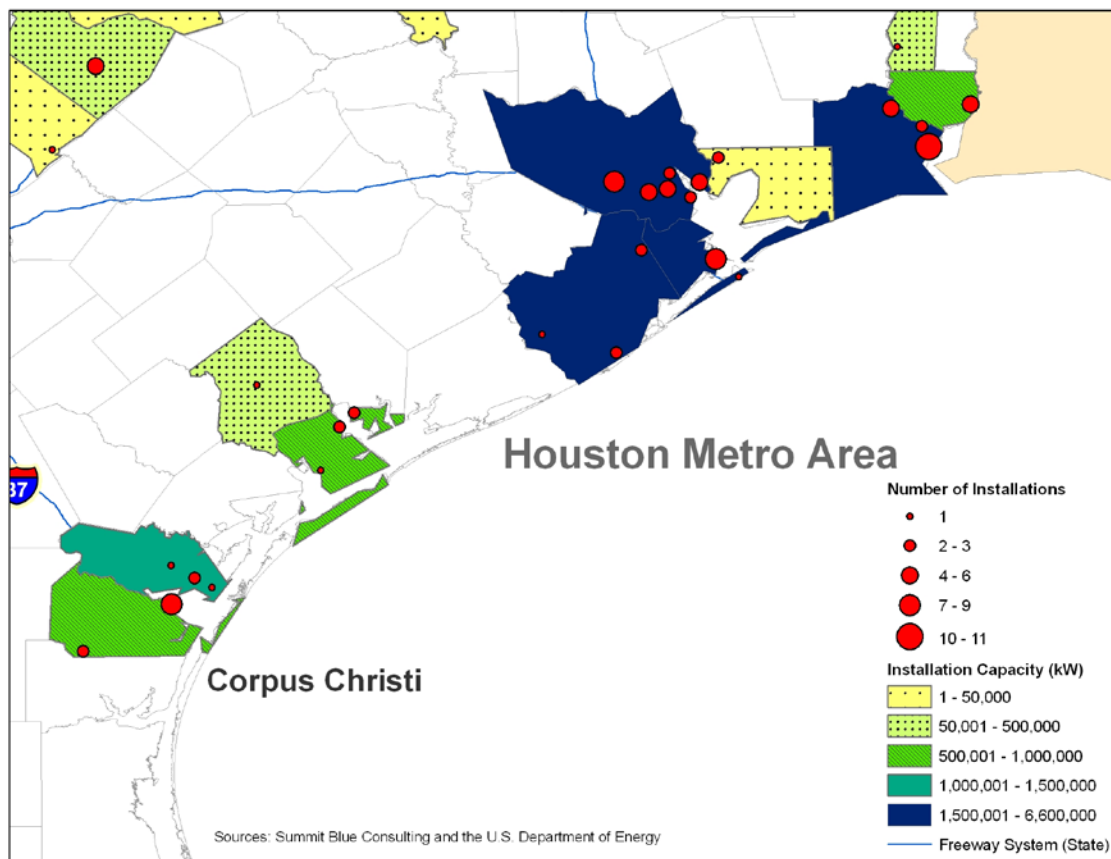 Houston Metro Area
37
Corpus Christi
Number of Installations
1
2 - 3
4 - 6
7 - 9
10 - 11
Installation Capacity (kW)
1 - 50,000
50,001 - 500,000
500,001 - 1,000,000
1,000,001 - 1,500,000
1,500,001 - 6,600,000
Freeway System (State)
Sources: Summit Blue Consulting and the U.S. Department of Energy